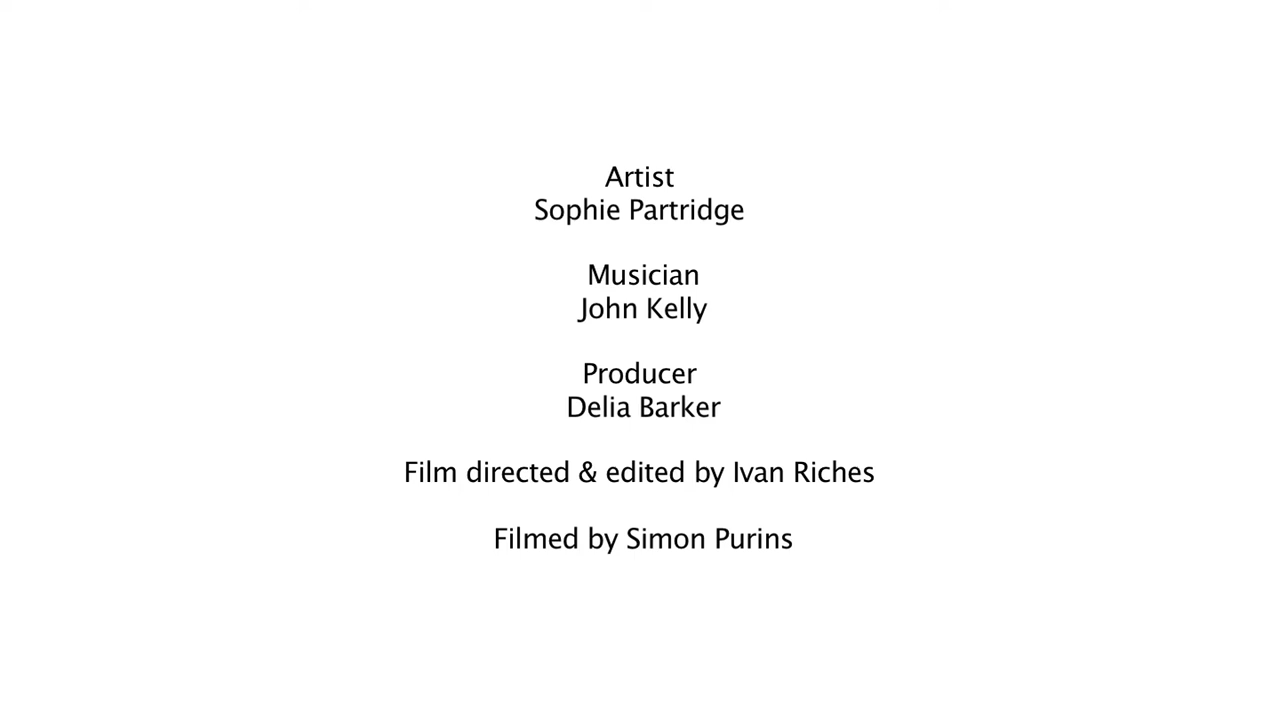 Artist
Sophie Partridge
Musician
John Kelly
Producer
Delia Barker
Film directed & edited by Ivan Riches
Filmed by Simon Purins